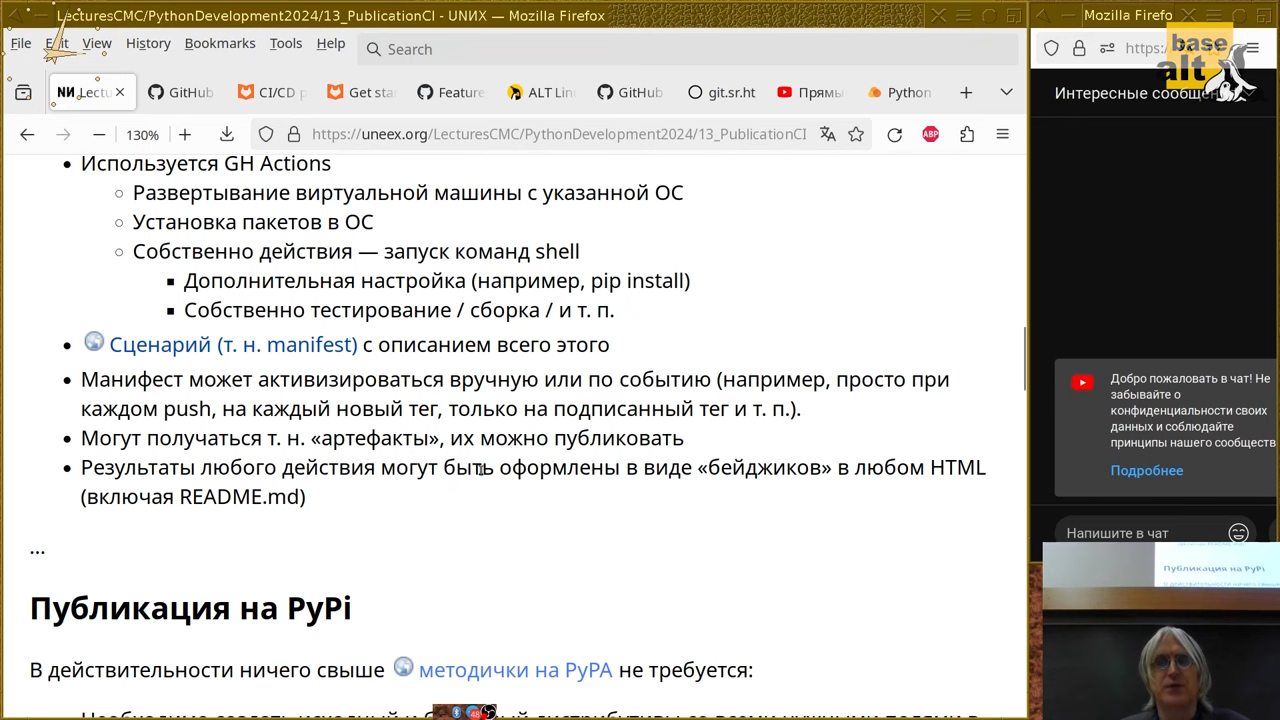 LecturesCMC/PythonDevelopment2024/13_PublicationCI - UNИX — Mozilla Firefox
Mozilla Firefo
File Edit View History Bookmarks Tools Help
Search
base
alt
NИ. Lectu
GitHub
CI/CD p
Get sta
Feature
ALT Lin
GitHub
git.sr.ht
Прямы
Python
130%
https://uneex.org/LecturesCMC/PythonDevelopment2024/13_PublicationCI
ABP
https:
Интересные сообщен
Используется GH Actions
Развертывание виртуальной машины с указанной ОС
Установка пакетов в ОС
Собственно действия — запуск команд shell
Дополнительная настройка (например, pip install)
Собственно тестирование / сборка / и т. п.
Сценарий (т. н. manifest) с описанием всего этого
Манифест может активизироваться вручную или по событию (например, просто при
каждом push, на каждый новый тег, только на подписанный тег и т. п.).
Могут получаться т. н. «артефакты», их можно публиковать
Результаты любого действия могут быть оформлены в виде «бейджиков» в любом HTML
(включая README.md)
...
Публикация на PyPi
В действительности ничего свыше методички на PyPA не требуется:
Добро пожаловать в чат! Не
забывайте о
конфиденциальности своих
данных и соблюдайте
принципы нашего сообществ
Подробнее
Напишите в чат
Публикация на PyPi